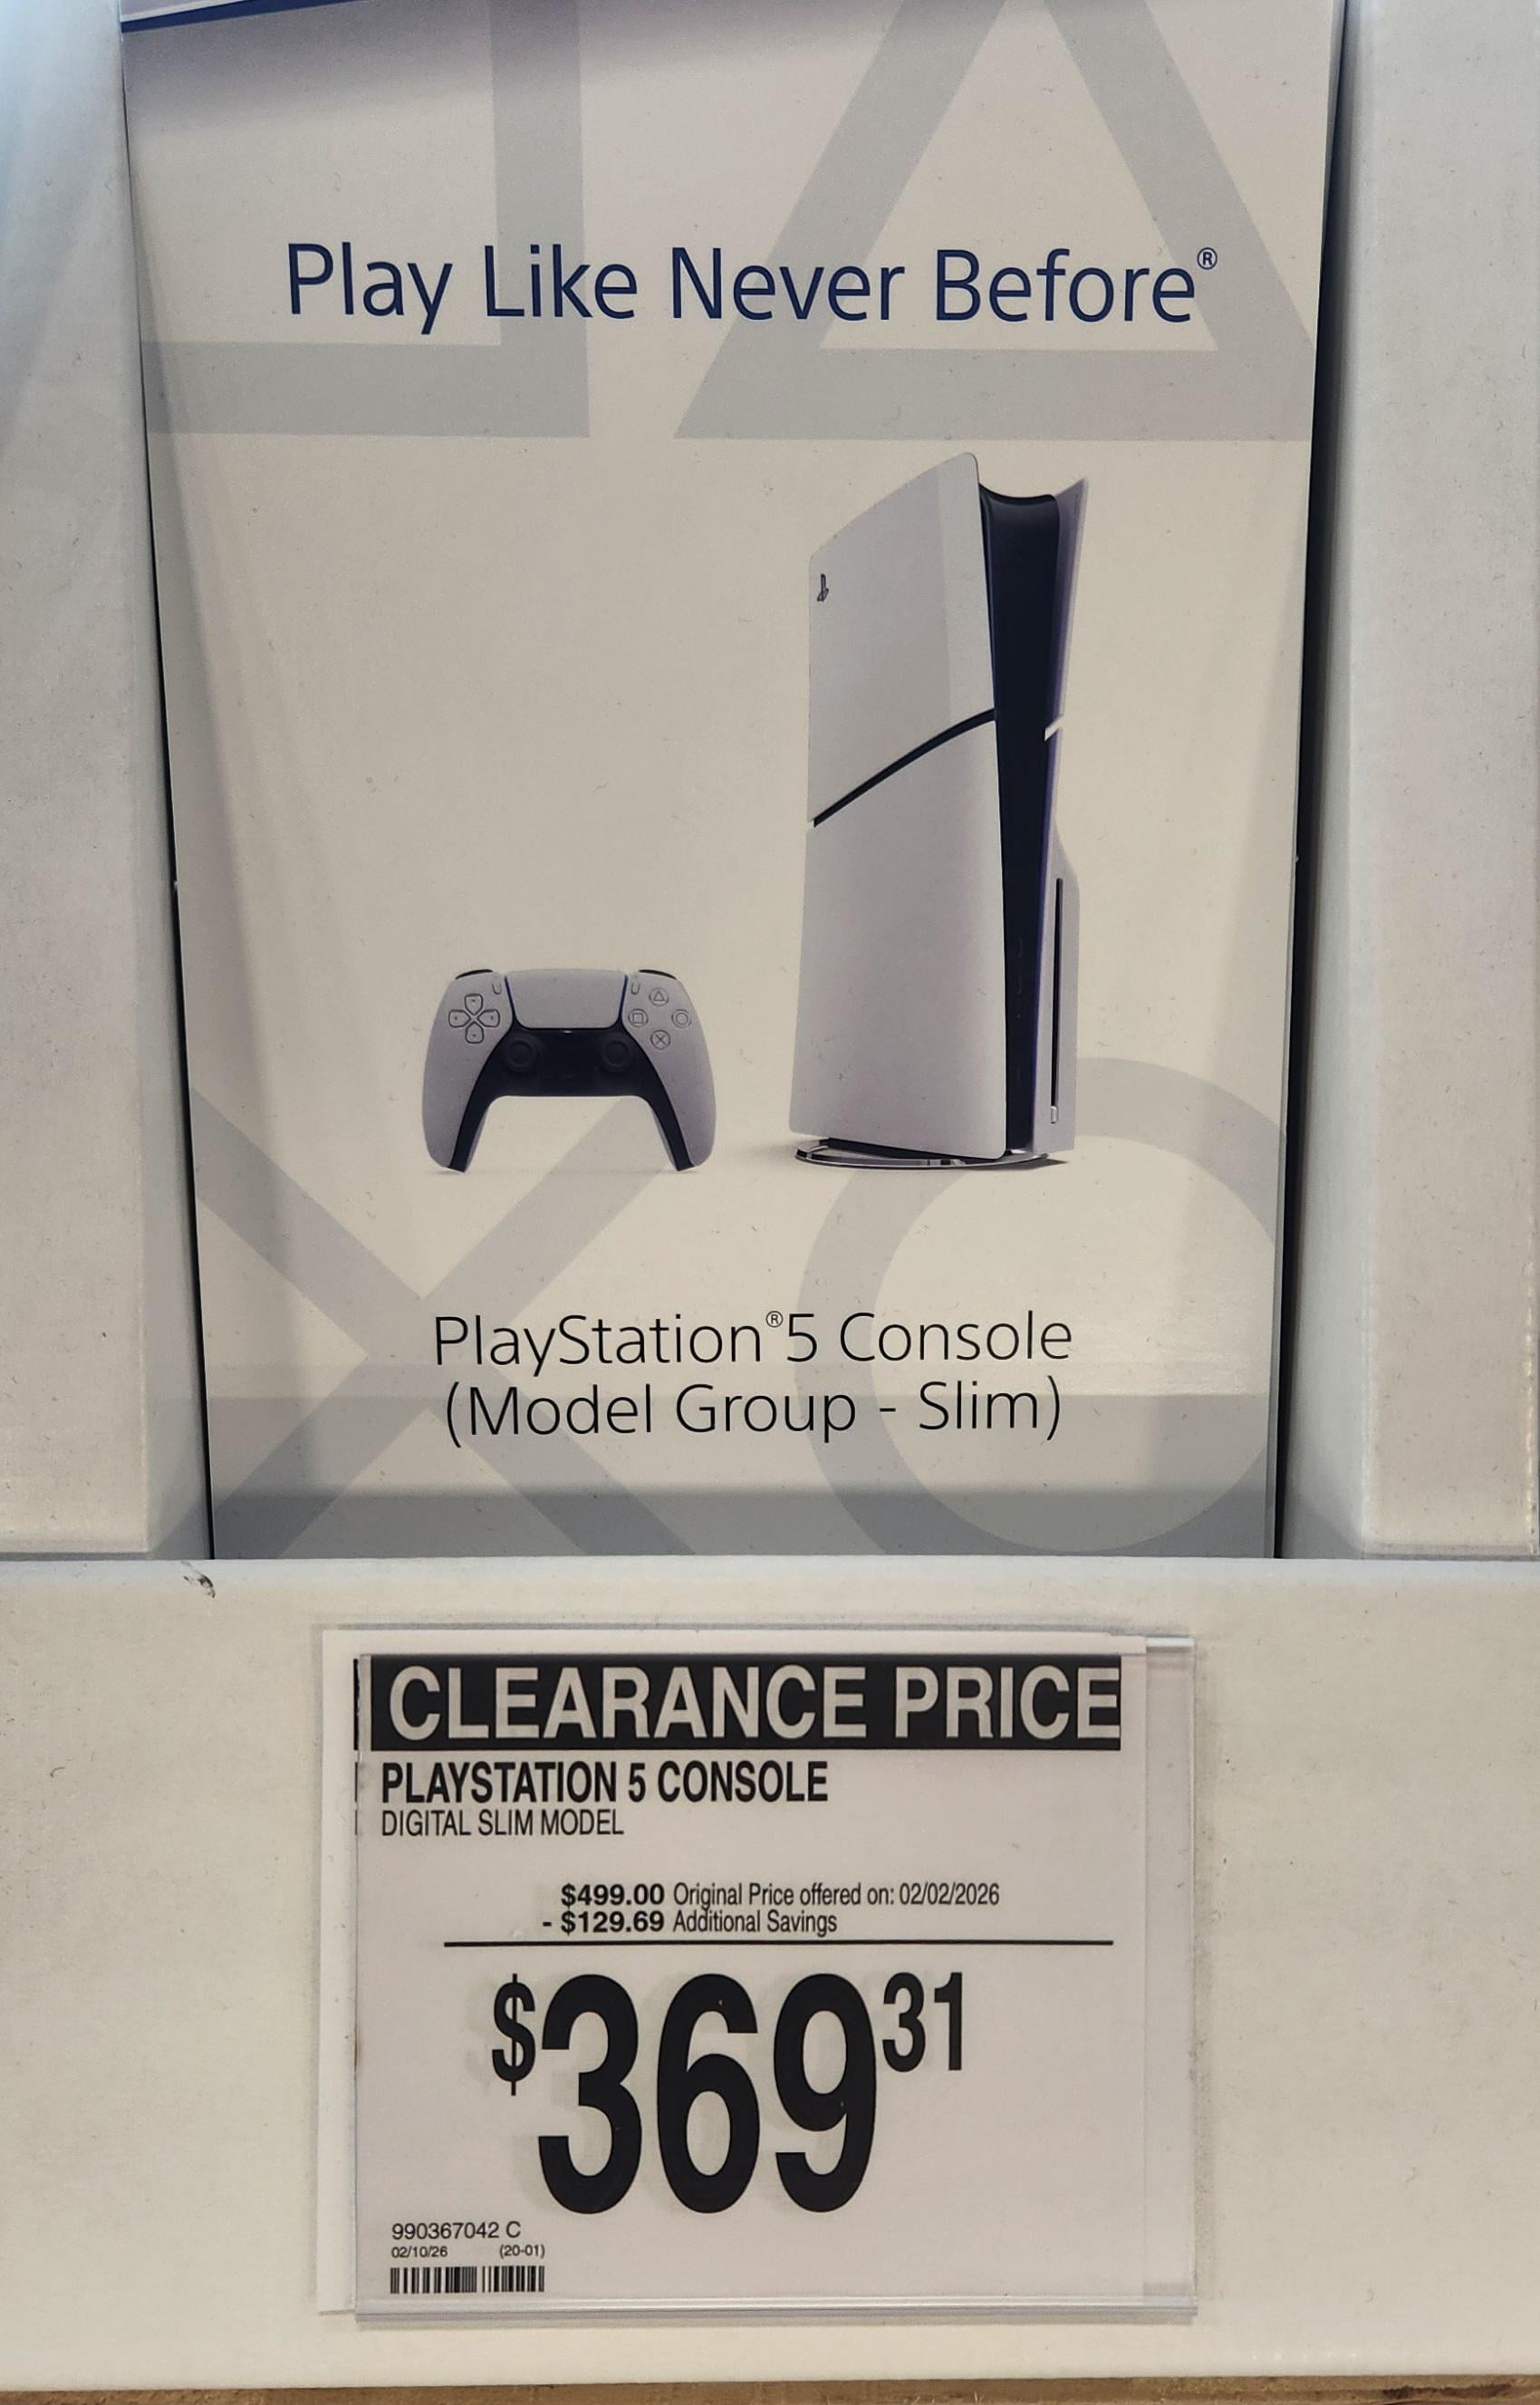 Play Like Never Before®
PlayStation®5 Console
(Model Group - Slim)
CLEARANCE PRICE
PLAYSTATION 5 CONSOLE
DIGITAL SLIM MODEL
$499.00 Original Price offered on: 02/02/2026
- $129.69 Additional Savings
$369 31
990367042 C
02/10/26 (20-01)